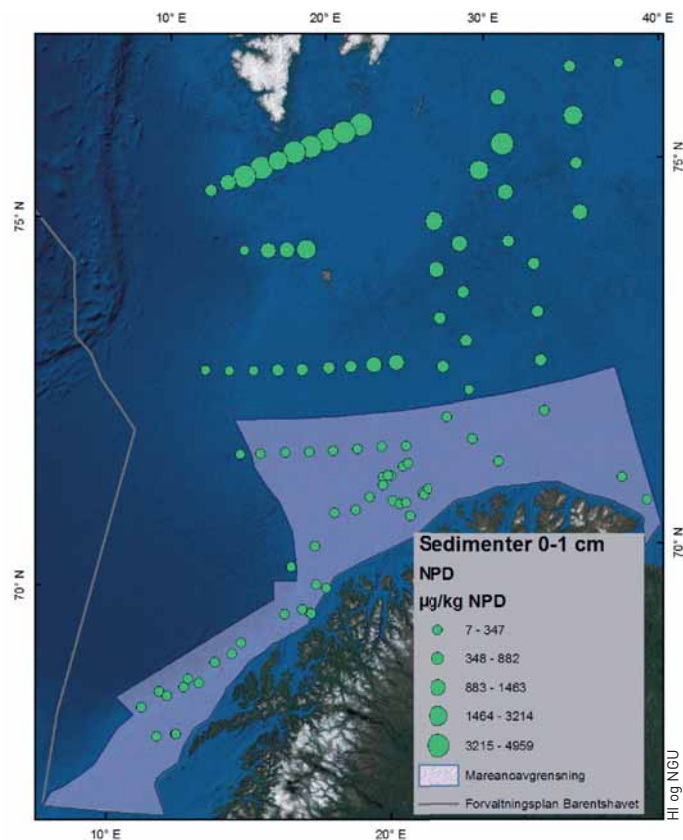 10° E
20° E
30° E
40° E
75° N
75° N
70° N
70° N
Sedimenter 0-1 cm
NPD
µg/kg NPD
7 - 347
348 - 882
883 - 1463
1464 - 3214
3215 - 4959
Mareanoavgrensning
Forvaltningsplan Barentshavet
10° E
20° E
HI og NGU